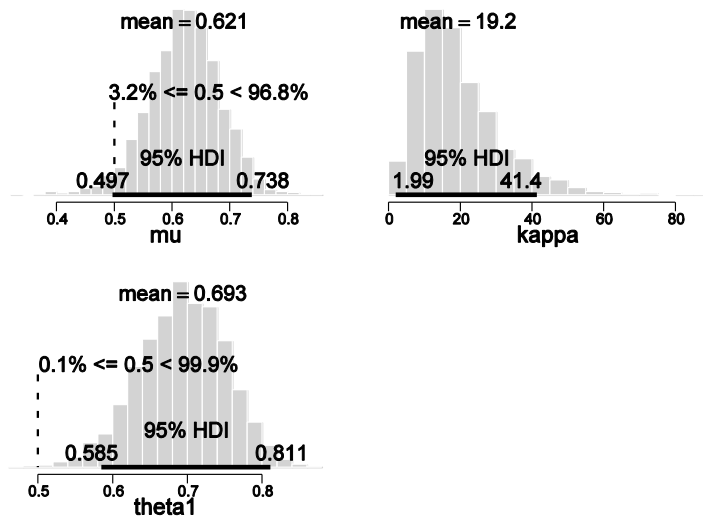 mean = 0.621
3.2% <= 0.5 < 96.8%
95% HDI
0.497 0.738
0.4 0.5 0.6 0.7 0.8
mu
mean = 19.2
95% HDI
1.99 41.4
0 20 40 60 80
kappa
mean = 0.693
0.1% <= 0.5 < 99.9%
95% HDI
0.585 0.811
0.5 0.6 0.7 0.8
theta1